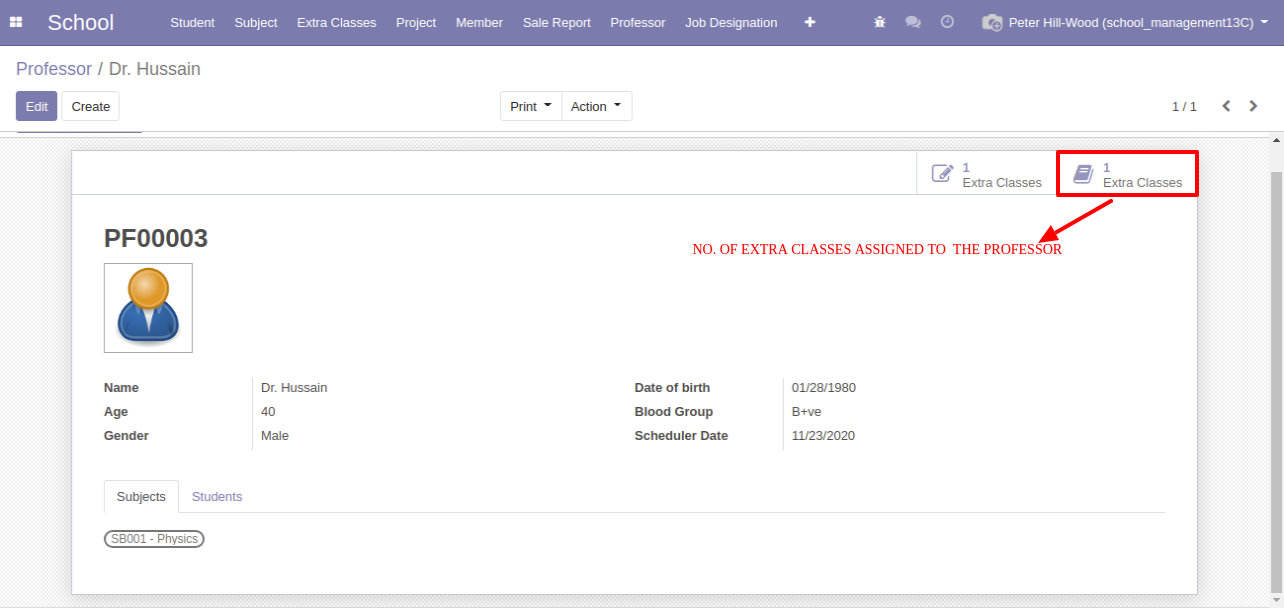 School Student Subject Extra Classes Project Member Sale Report Professor Job Designation Peter Hill-Wood (school_management13C)
Professor / Dr. Hussain
Edit Create Print Action 1 / 1
1 1
Extra Classes Extra Classes
PF00003
NO. OF EXTRA CLASSES ASSIGNED TO  THE PROFESSOR
Name Dr. Hussain Date of birth 01/28/1980
Age 40 Blood Group B+ve
Gender Male Scheduler Date 11/23/2020
Subjects Students
SB001 - Physics